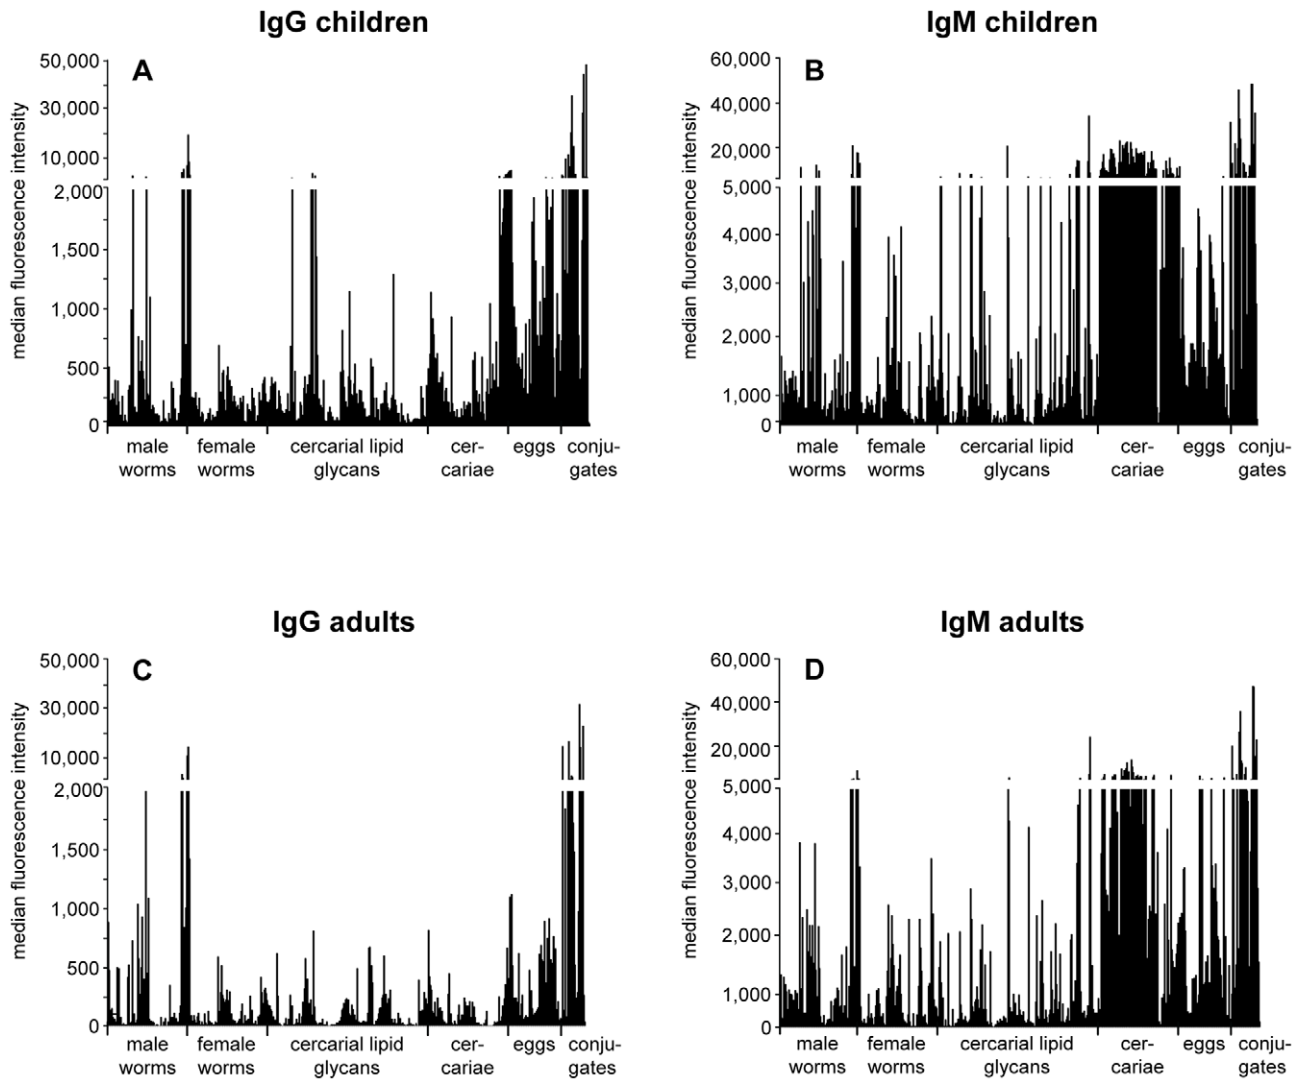 IgG children
IgM children
A
50,000
30,000
10,000
2,000
1,500
1,000
500
0
median fluorescence intensity
male worms
female worms
cercarial lipid glycans
cer-
cariae
eggs
conju-
gates
B
60,000
40,000
20,000
5,000
4,000
3,000
2,000
1,000
0
median fluorescence intensity
male worms
female worms
cercarial lipid glycans
cer-
cariae
eggs
conju-
gates
IgG adults
IgM adults
C
50,000
30,000
10,000
2,000
1,500
1,000
500
0
median fluorescence intensity
male worms
female worms
cercarial lipid glycans
cer-
cariae
eggs
conju-
gates
D
60,000
40,000
20,000
5,000
4,000
3,000
2,000
1,000
0
median fluorescence intensity
male worms
female worms
cercarial lipid glycans
cer-
cariae
eggs
conju-
gates